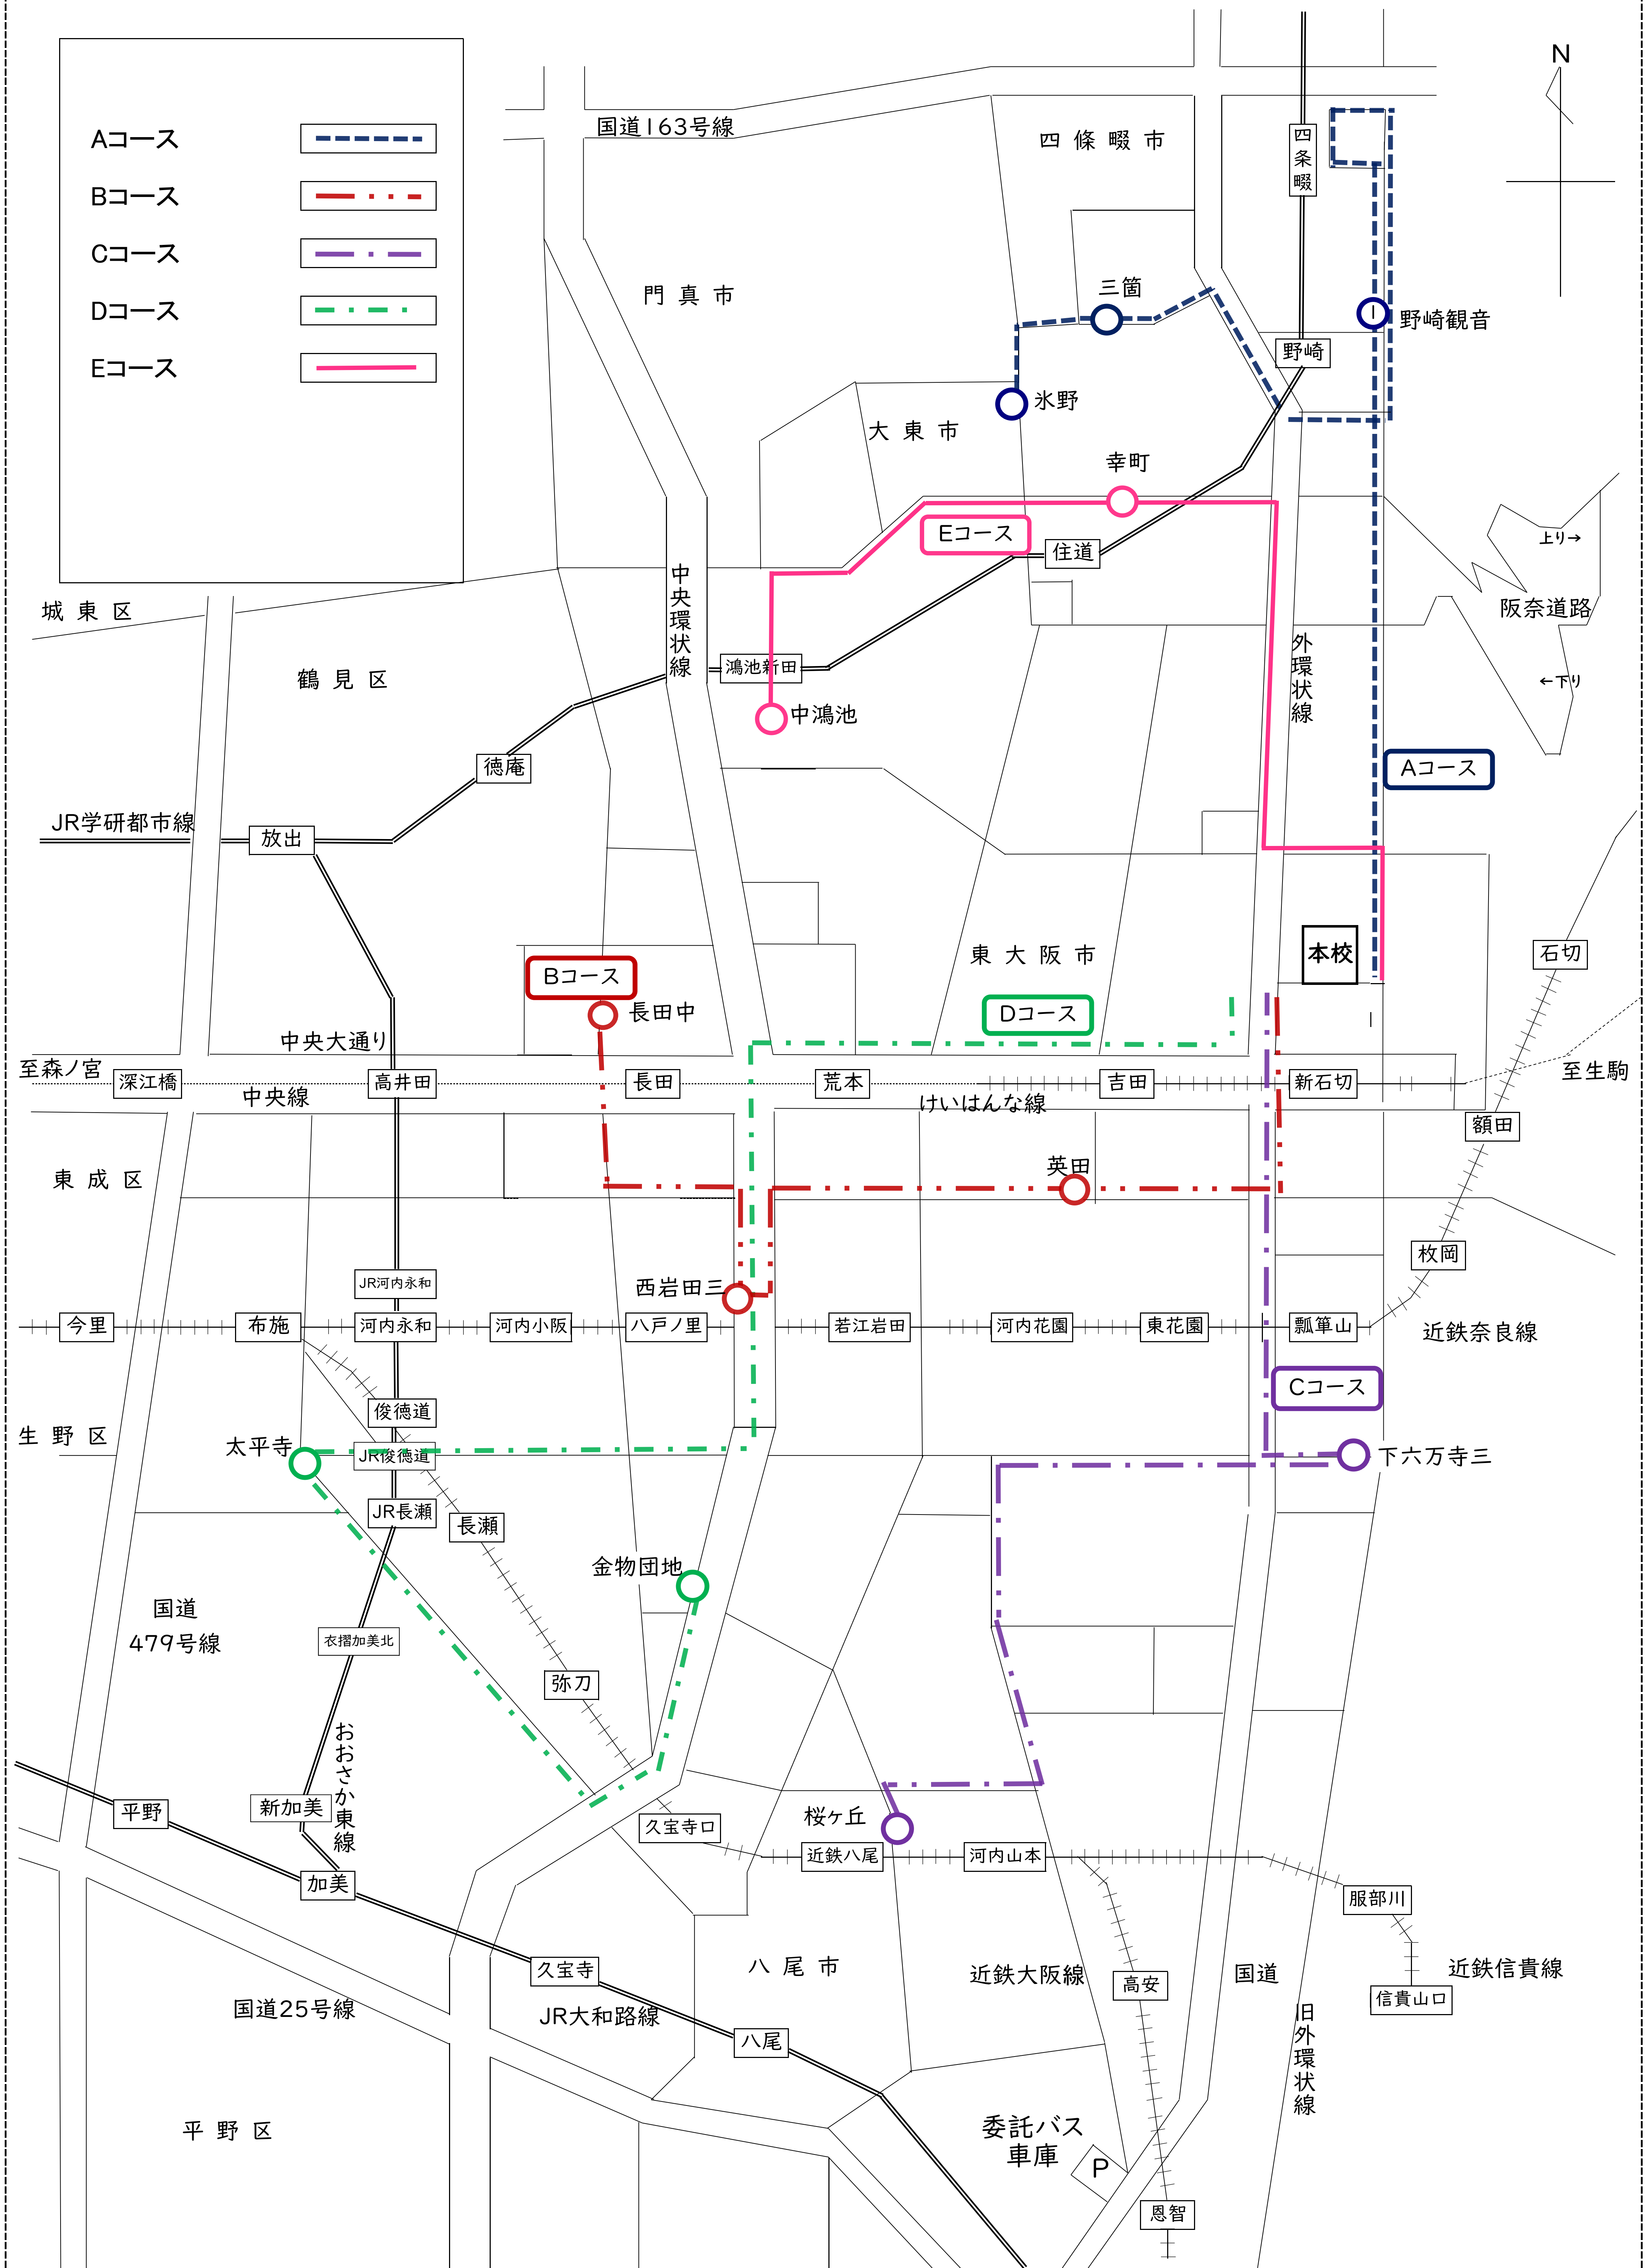 N
Aコース
Bコース
Cコース
Dコース
Eコース
国道163号線
四條畷市
四条畷
門真市
三箇
野崎観音
野崎
氷野
大東市
幸町
Eコース
住道
上り→
阪奈道路
←下り
中央環状線
城東区
鶴見区
鴻池新田
中鴻池
外環状線
徳庵
Aコース
JR学研都市線
放出
東大阪市
本校
石切
Bコース
長田中
Dコース
中央大通り
至森ノ宮
深江橋
高井田
長田
荒本
吉田
新石切
至生駒
中央線
けいはんな線
額田
東成区
英田
枚岡
JR河内永和
西岩田三
今里
布施
河内永和
河内小阪
八戸ノ里
若江岩田
河内花園
東花園
瓢箪山
近鉄奈良線
Cコース
俊徳道
生野区
太平寺
JR俊徳道
下六万寺三
JR長瀬
長瀬
金物団地
国道
479号線
衣摺加美北
弥刀
おおさか東線
平野
新加美
久宝寺口
桜ヶ丘
近鉄八尾
河内山本
加美
服部川
久宝寺
八尾市
近鉄大阪線
高安
国道
近鉄信貴線
信貴山口
国道25号線
JR大和路線
八尾
旧外環状線
平野区
委託バス
車庫
P
恩智